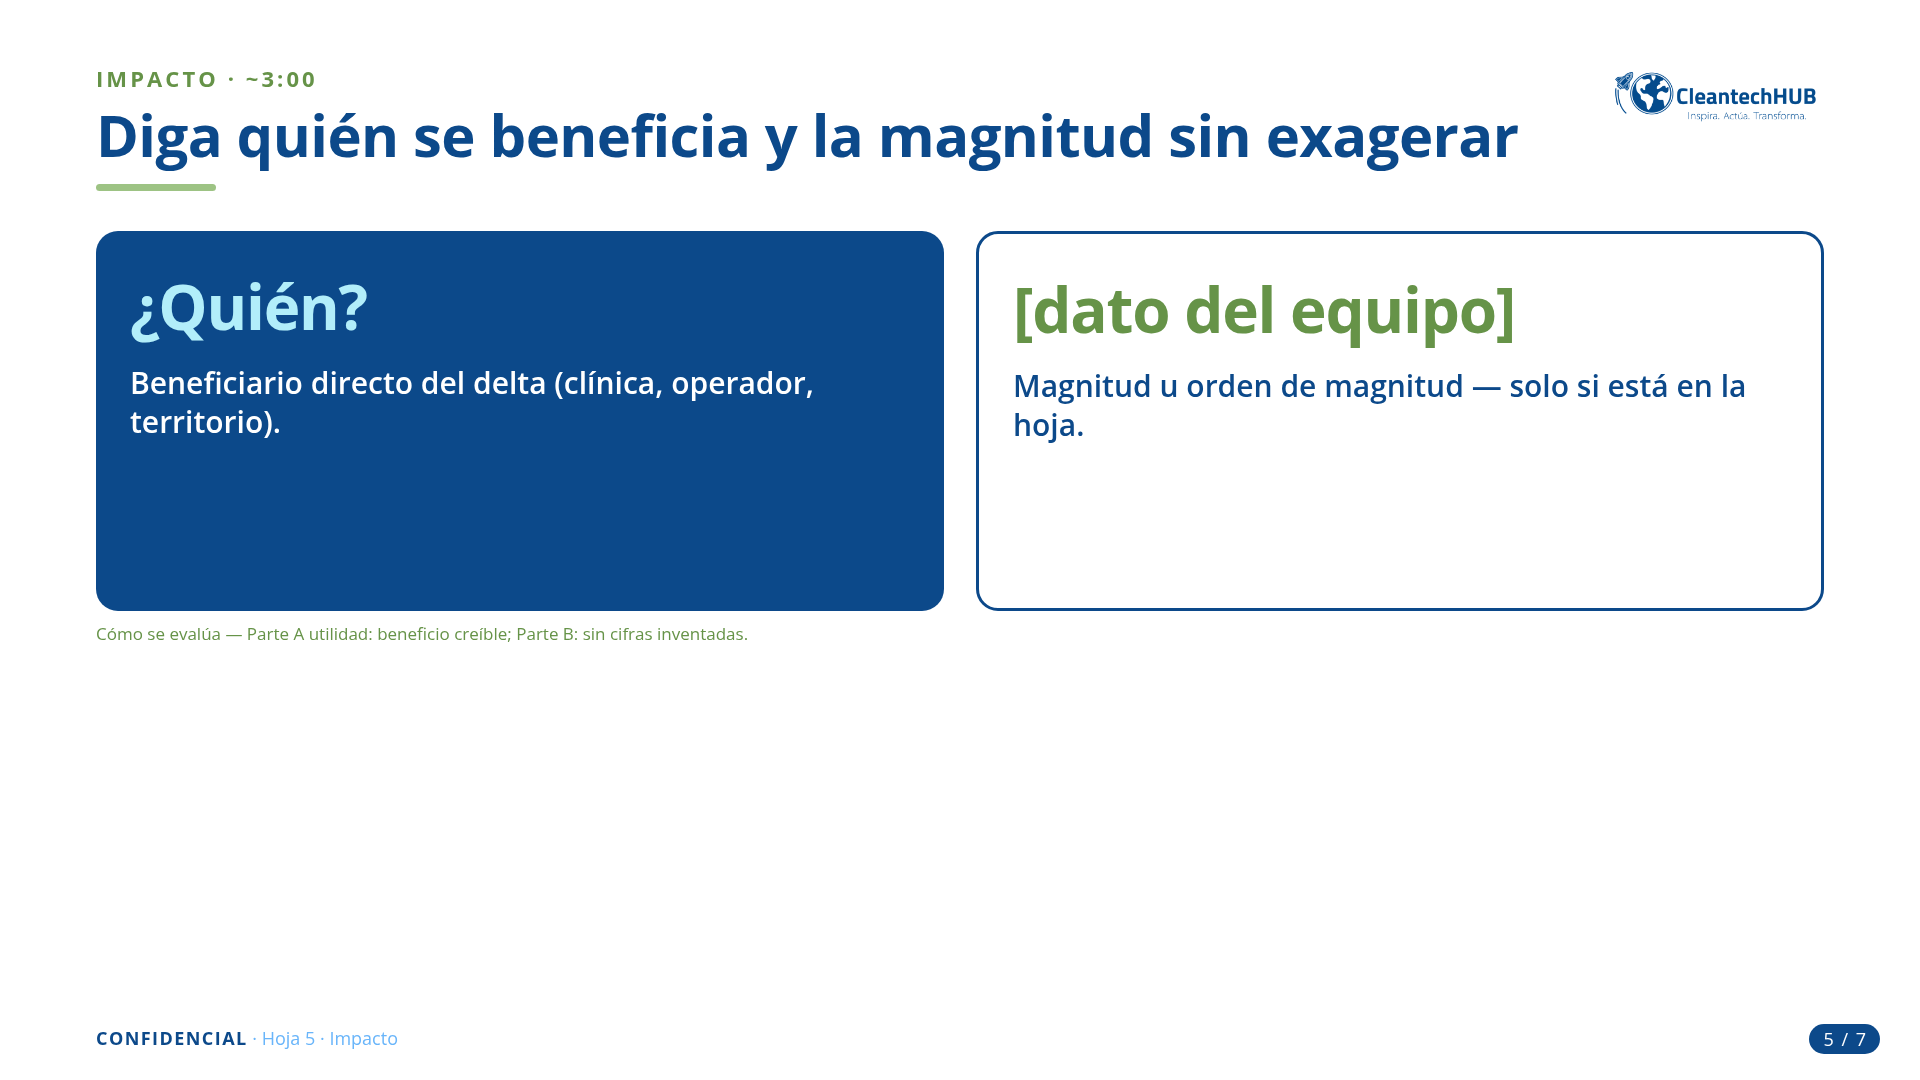 IMPACTO · ~3:00
Diga quién se beneficia y la magnitud sin exagerar
CleantechHUB
Inspira. Actúa. Transforma.
¿Quién?
Beneficiario directo del delta (clínica, operador,
territorio).
[dato del equipo]
Magnitud u orden de magnitud — solo si está en la
hoja.
Cómo se evalúa — Parte A utilidad: beneficio creíble; Parte B: sin cifras inventadas.
CONFIDENCIAL · Hoja 5 · Impacto
5 / 7